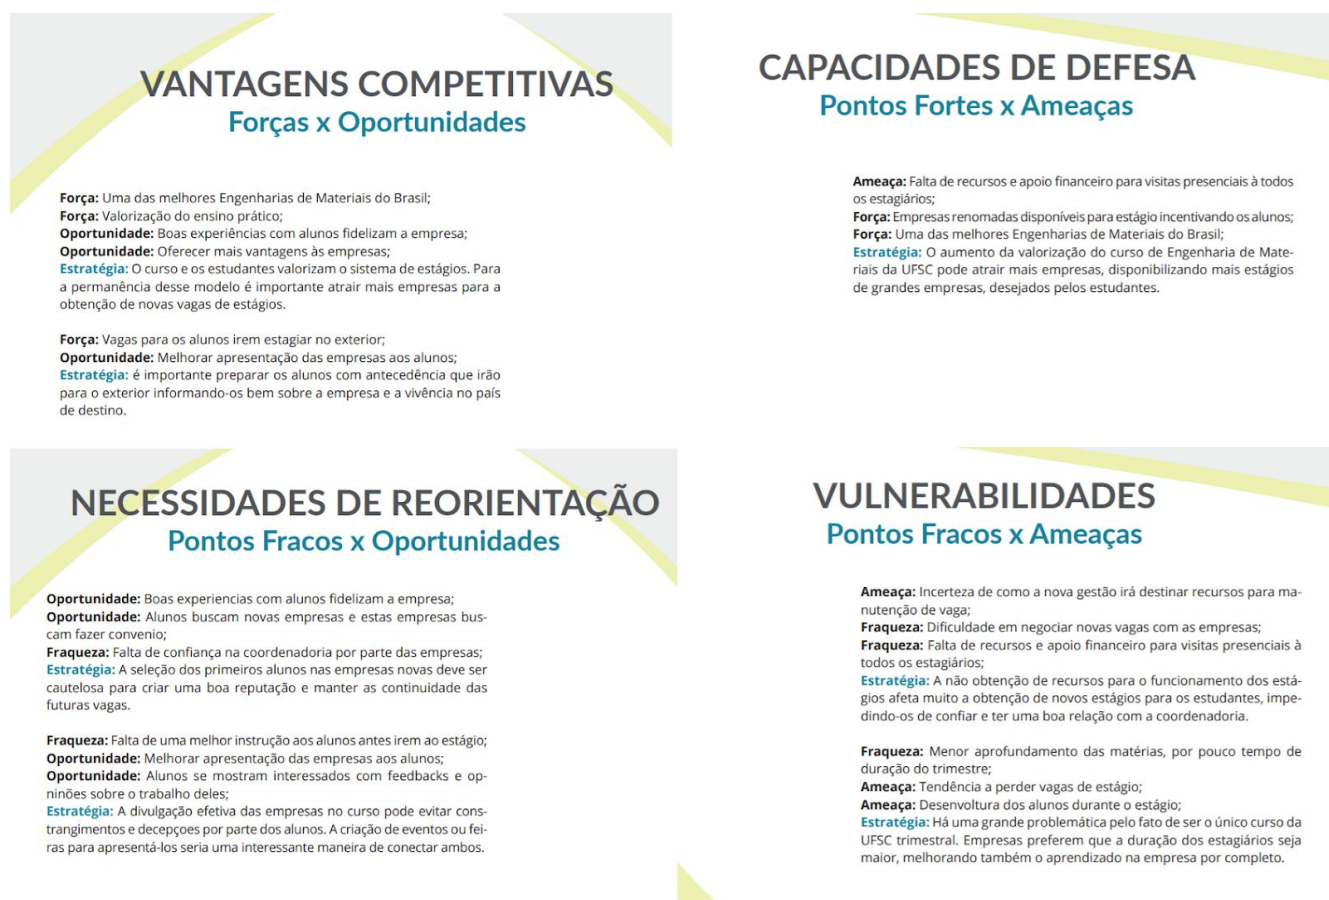 VANTAGENS COMPETITIVAS
Forças x Oportunidades
Força: Uma das melhores Engenharias de Materiais do Brasil;
Força: Valorização do ensino prático;
Oportunidade: Boas experiências com alunos fidelizam a empresa;
Oportunidade: Oferecer mais vantagens às empresas;
Estratégia: O curso e os estudantes valorizam o sistema de estágios. Para
a permanência desse modelo é importante atrair mais empresas para a
obtenção de novas vagas de estágios.
Força: Vagas para os alunos irem estagiar no exterior;
Oportunidade: Melhorar apresentação das empresas aos alunos;
Estratégia: é importante preparar os alunos com antecedência que irão
para o exterior informando-os bem sobre a empresa e a vivência no país
de destino.
CAPACIDADES DE DEFESA
Pontos Fortes x Ameaças
Ameaça: Falta de recursos e apoio financeiro para visitas presenciais à todos
os estagiários;
Força: Empresas renomadas disponíveis para estágio incentivando os alunos;
Força: Uma das melhores Engenharias de Materiais do Brasil;
Estratégia: O aumento da valorização do curso de Engenharia de Mate-
riais da UFSC pode atrair mais empresas, disponibilizando mais estágios
de grandes empresas, desejados pelos estudantes.
NECESSIDADES DE REORIENTAÇÃO
Pontos Fracos x Oportunidades
Oportunidade: Boas experiencias com alunos fidelizam a empresa;
Oportunidade: Alunos buscam novas empresas e estas empresas bus-
cam fazer convenio;
Fraqueza: Falta de confiança na coordenadoria por parte das empresas;
Estratégia: A seleção dos primeiros alunos nas empresas novas deve ser
cautelosa para criar uma boa reputação e manter as continuidade das
futuras vagas.
Fraqueza: Falta de uma melhor instrução aos alunos antes irem ao estágio;
Oportunidade: Melhorar apresentação das empresas aos alunos;
Oportunidade: Alunos se mostram interessados com feedbacks e op-
ninões sobre o trabalho deles;
Estratégia: A divulgação efetiva das empresas no curso pode evitar cons-
trangimentos e decepçoes por parte dos alunos. A criação de eventos ou fei-
ras para apresentá-los seria uma interessante maneira de conectar ambos.
VULNERABILIDADES
Pontos Fracos x Ameaças
Ameaça: Incerteza de como a nova gestão irá destinar recursos para ma-
nutenção de vaga;
Fraqueza: Dificuldade em negociar novas vagas com as empresas;
Fraqueza: Falta de recursos e apoio financeiro para visitas presenciais à
todos os estagiários;
Estratégia: A não obtenção de recursos para o funcionamento dos está-
gios afeta muito a obtenção de novos estágios para os estudantes, impe-
dindo-os de confiar e ter uma boa relação com a coordenadoria.
Fraqueza: Menor aprofundamento das matérias, por pouco tempo de
duração do trimestre;
Ameaça: Tendência a perder vagas de estágio;
Ameaça: Desenvoltura dos alunos durante o estágio;
Estratégia: Há uma grande problemática pelo fato de ser o único curso da
UFSC trimestral. Empresas preferem que a duração dos estagiários seja
maior, melhorando também o aprendizado na empresa por completo.